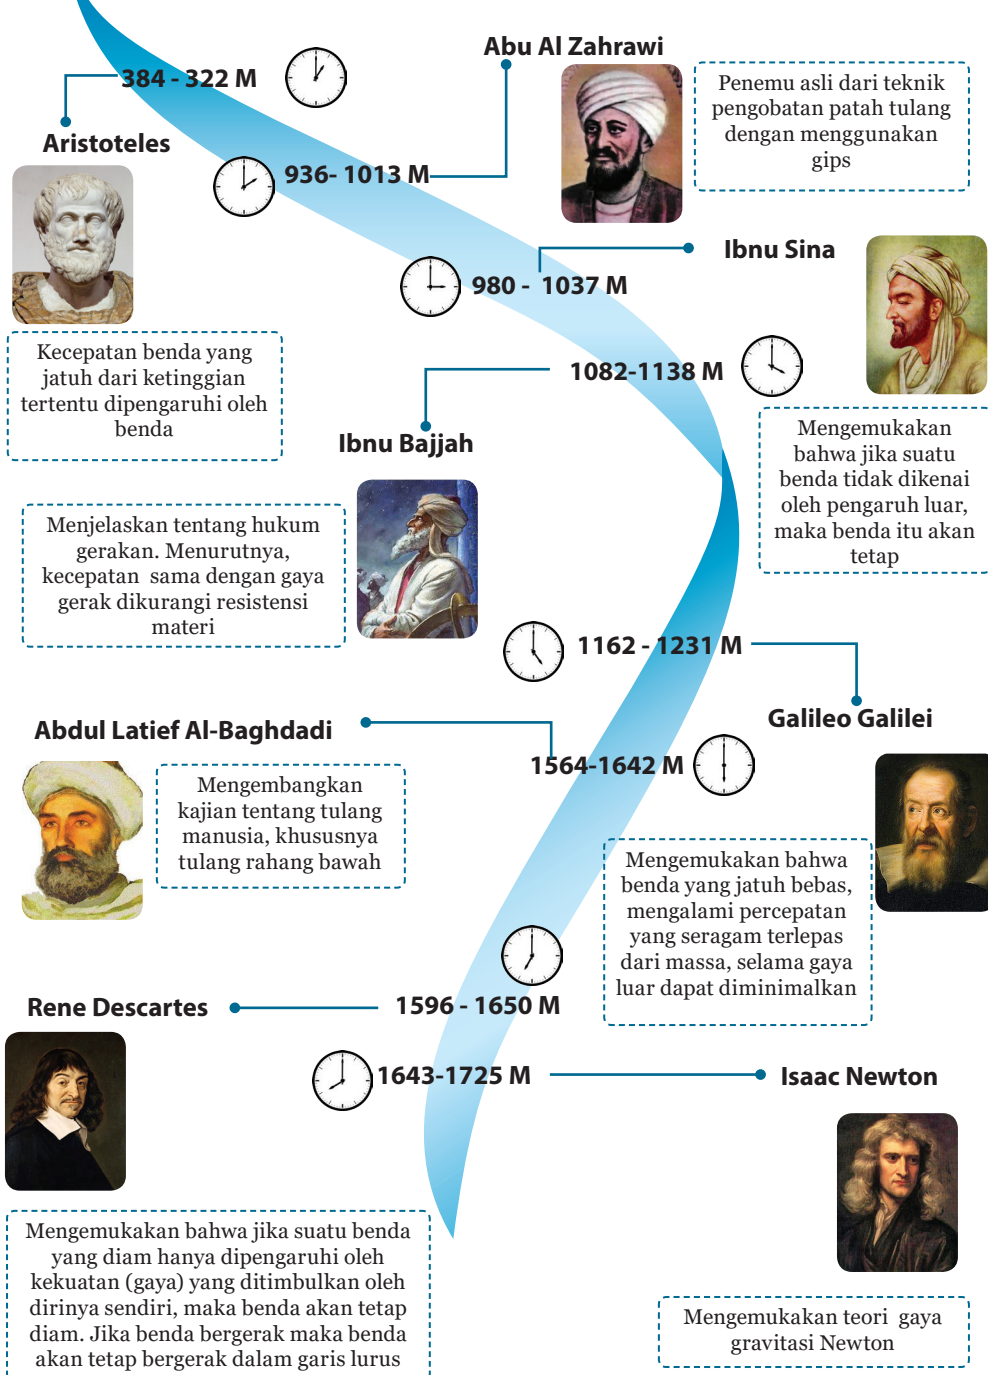 384 - 322 M
Aristoteles
Kecepatan benda yang
jatuh dari ketinggian
tertentu dipengaruhi oleh
benda
Abu Al Zahrawi
936- 1013 M
Penemu asli dari teknik
pengobatan patah tulang
dengan menggunakan
gips
Ibnu Sina
980 - 1037 M
Mengemukakan
bahwa jika suatu
benda tidak dikenai
oleh pengaruh luar,
maka benda itu akan
tetap
1082-1138 M
Ibnu Bajjah
Menjelaskan tentang hukum
gerakan. Menurutnya,
kecepatan sama dengan gaya
gerak dikurangi resistensi
materi
1162 - 1231 M
Galileo Galilei
Mengemukakan bahwa
benda yang jatuh bebas,
mengalami percepatan
yang seragam terlepas
dari massa, selama gaya
luar dapat diminimalkan
Abdul Latief Al-Baghdadi
1564-1642 M
Mengembangkan
kajian tentang tulang
manusia, khususnya
tulang rahang bawah
Rene Descartes
1596 - 1650 M
Mengemukakan bahwa jika suatu benda
yang diam hanya dipengaruhi oleh
kekuatan (gaya) yang ditimbulkan oleh
dirinya sendiri, maka benda akan tetap
diam. Jika benda bergerak maka benda
akan tetap bergerak dalam garis lurus
1643-1725 M
Isaac Newton
Mengemukakan teori gaya
gravitasi Newton